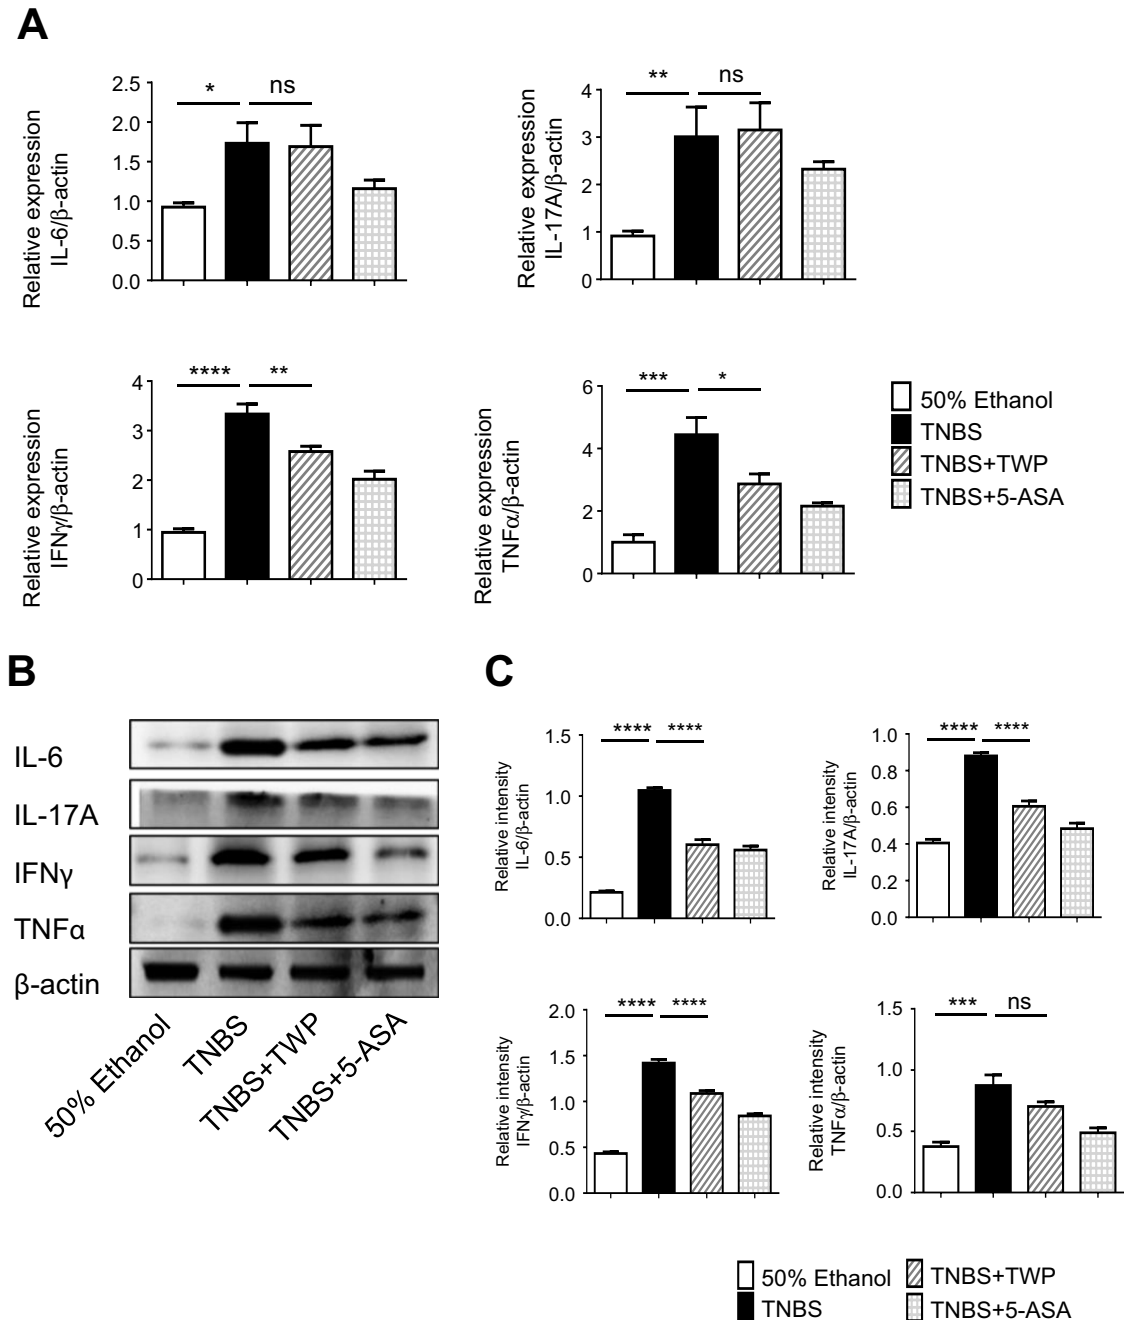 A
Relative expression
IL-6/β-actin
2.5
2.0
1.5
1.0
0.5
0.0
*
ns
Relative expression
IL-17A/β-actin
4
3
2
1
0
**
ns
Relative expression
IFNγ/β-actin
4
3
2
1
0
****
**
Relative expression
TNFα/β-actin
6
4
2
0
***
*
50% Ethanol
TNBS
TNBS+TWP
TNBS+5-ASA
B
IL-6
IL-17A
IFNγ
TNFα
β-actin
50% Ethanol
TNBS
TNBS+TWP
TNBS+5-ASA
C
Relative intensity
IL-6/β-actin
1.5
1.0
0.5
0.0
****
****
Relative intensity
IL-17A/β-actin
1.0
0.8
0.6
0.4
0.2
0.0
****
****
Relative intensity
IFNγ/β-actin
2.0
1.5
1.0
0.5
0.0
****
****
Relative intensity
TNFα/β-actin
1.5
1.0
0.5
0.0
***
ns
50% Ethanol
TNBS
TNBS+TWP
TNBS+5-ASA